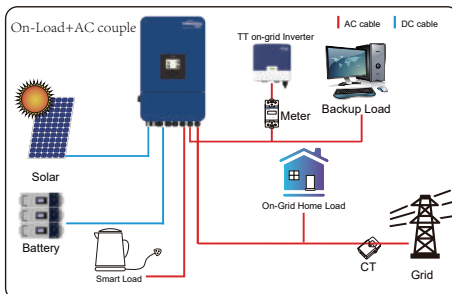 On-Load+AC couple
AC cable
DC cable
TT on-grid Inverter
Meter
Backup Load
Solar
On-Grid Home Load
Battery
Smart Load
CT
Grid